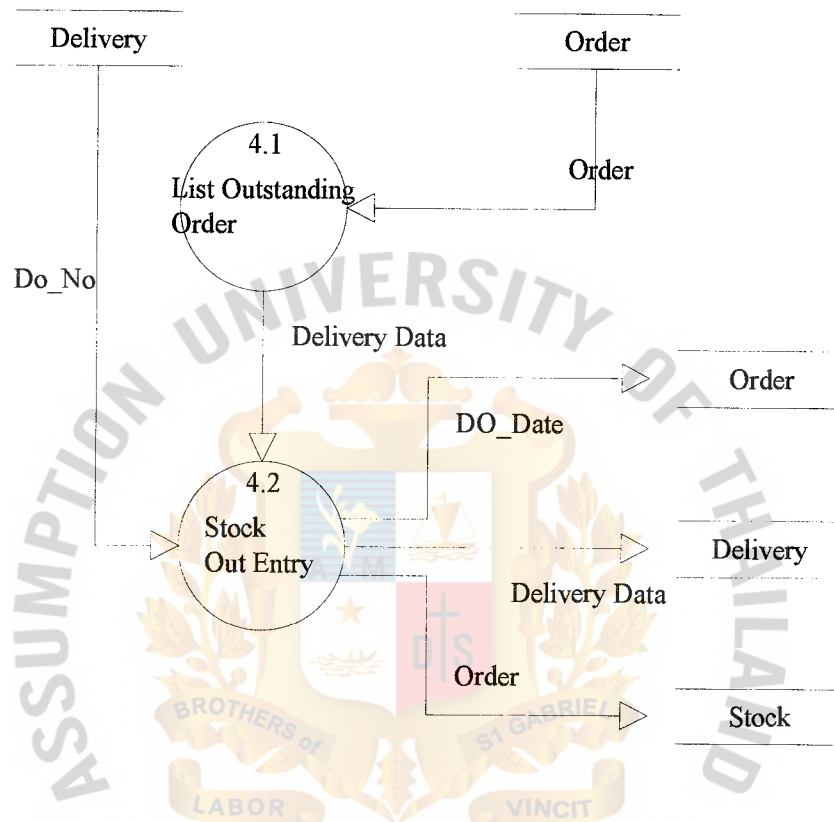 Delivery
Order
4.1
List Outstanding
Order
Order
Do_No
Delivery Data
Order
DO_Date
4.2
Stock
Out Entry
Delivery
Delivery Data
Order
Stock
ASSUMPTION UNIVERSITY OF THAILAND
A M
D S
BROTHERS of
S1 GABRIEL
LABOR
VINCIT